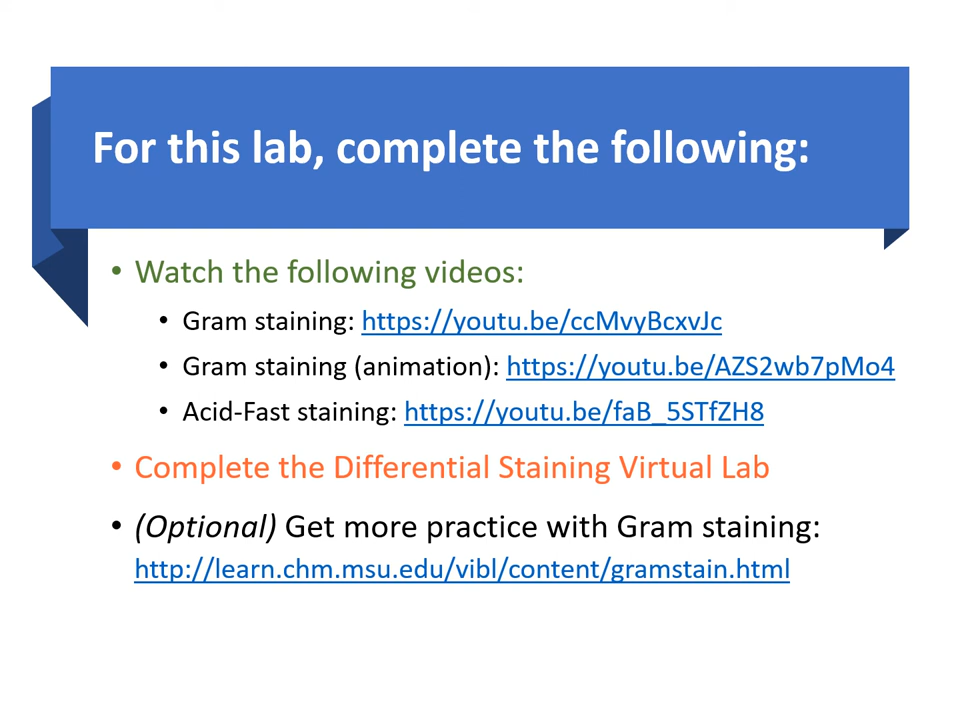 For this lab, complete the following:
• Watch the following videos:
• Gram staining: https://youtu.be/ccMvyBcxvJc
• Gram staining (animation): https://youtu.be/AZS2wb7pMo4
• Acid-Fast staining: https://youtu.be/faB_5STfZH8
• Complete the Differential Staining Virtual Lab
• (Optional) Get more practice with Gram staining:
http://learn.chm.msu.edu/vibl/content/gramstain.html